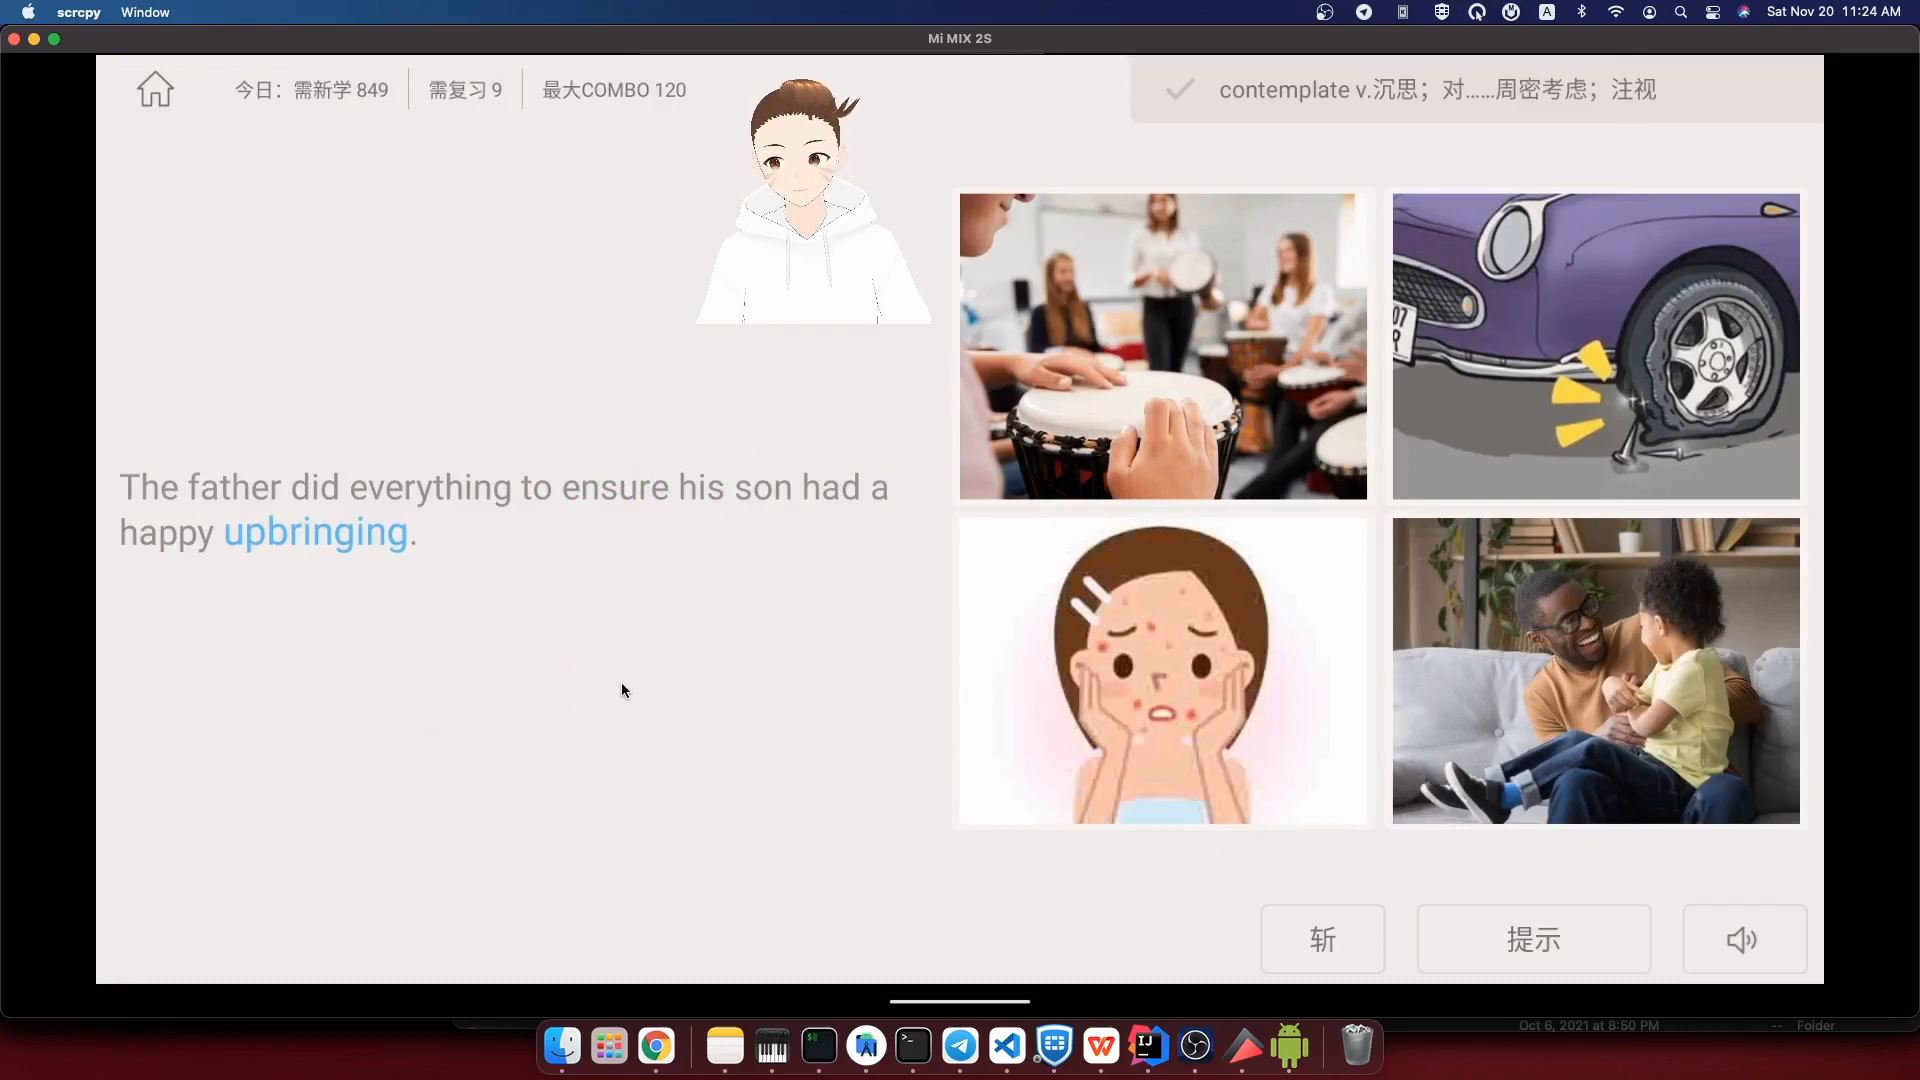 scrcpy Window
A
Sat Nov 20 11:24 AM
Mi MIX 2S
今日：需新学 849
需复习 9
最大COMBO 120
contemplate v.沉思；对……周密考虑；注视
The father did everything to ensure his son had a
happy upbringing.
斩
提示
Oct 6, 2021 at 8:50 PM -- Folder